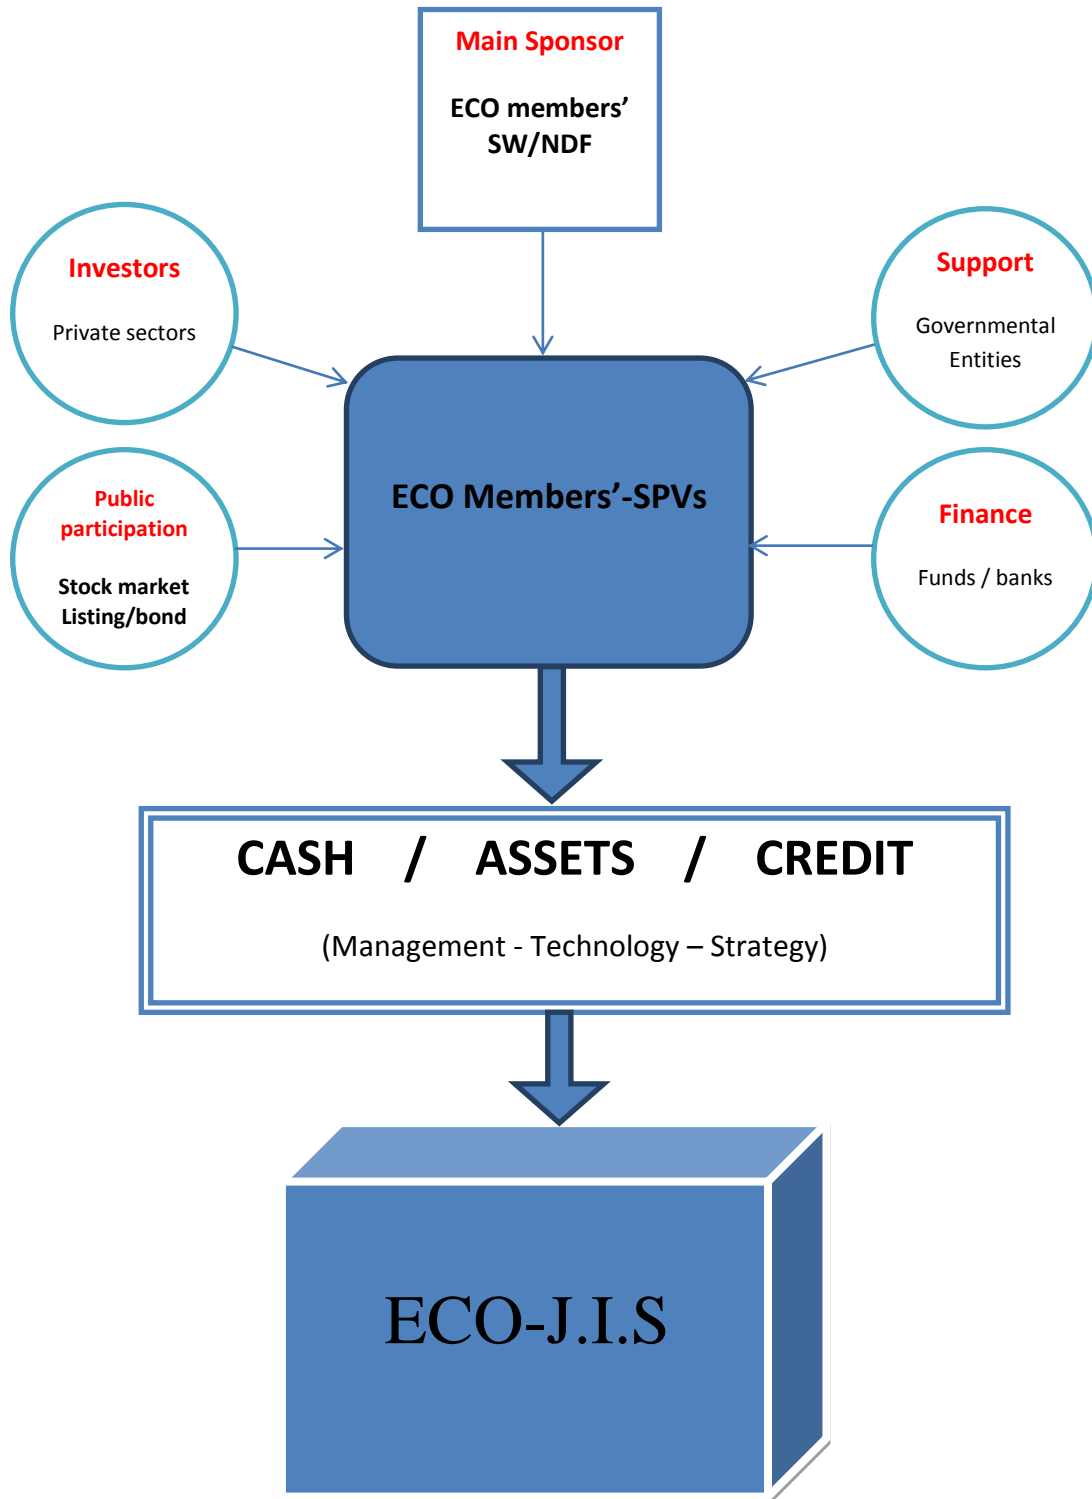 Main Sponsor
ECO members’
SW/NDF
Investors
Private sectors
Support
Governmental
Entities
Public
participation
Stock market
Listing/bond
ECO Members’-SPVs
Finance
Funds / banks
CASH / ASSETS / CREDIT
(Management - Technology – Strategy)
ECO-J.I.S